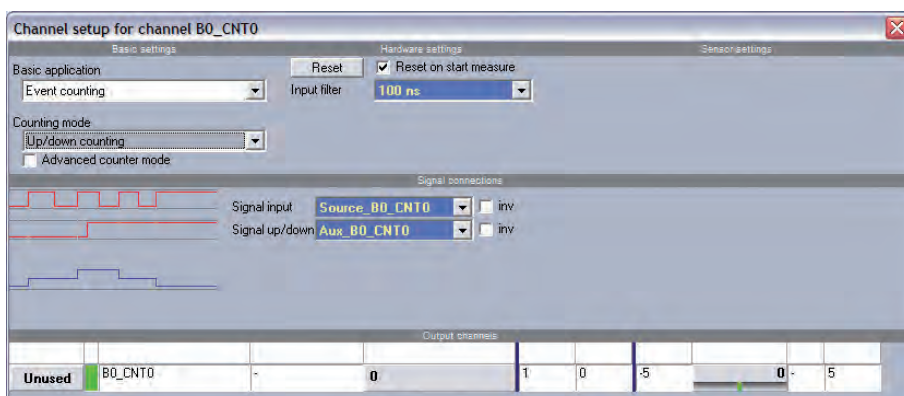 Channel setup for channel B0_CNT0
Basic settings
Hardware settings
Sensor settings
Basic application
Event counting
Reset
Reset on start measure
Input filter
100 ns
Counting mode
Up/down counting
Advanced counter mode
Signal connections
Signal input
Source_B0_CNT0
inv
Signal up/down
Aux_B0_CNT0
inv
Output channels
Unused
B0_CNT0
-
0
1
0
-5
0
-
5